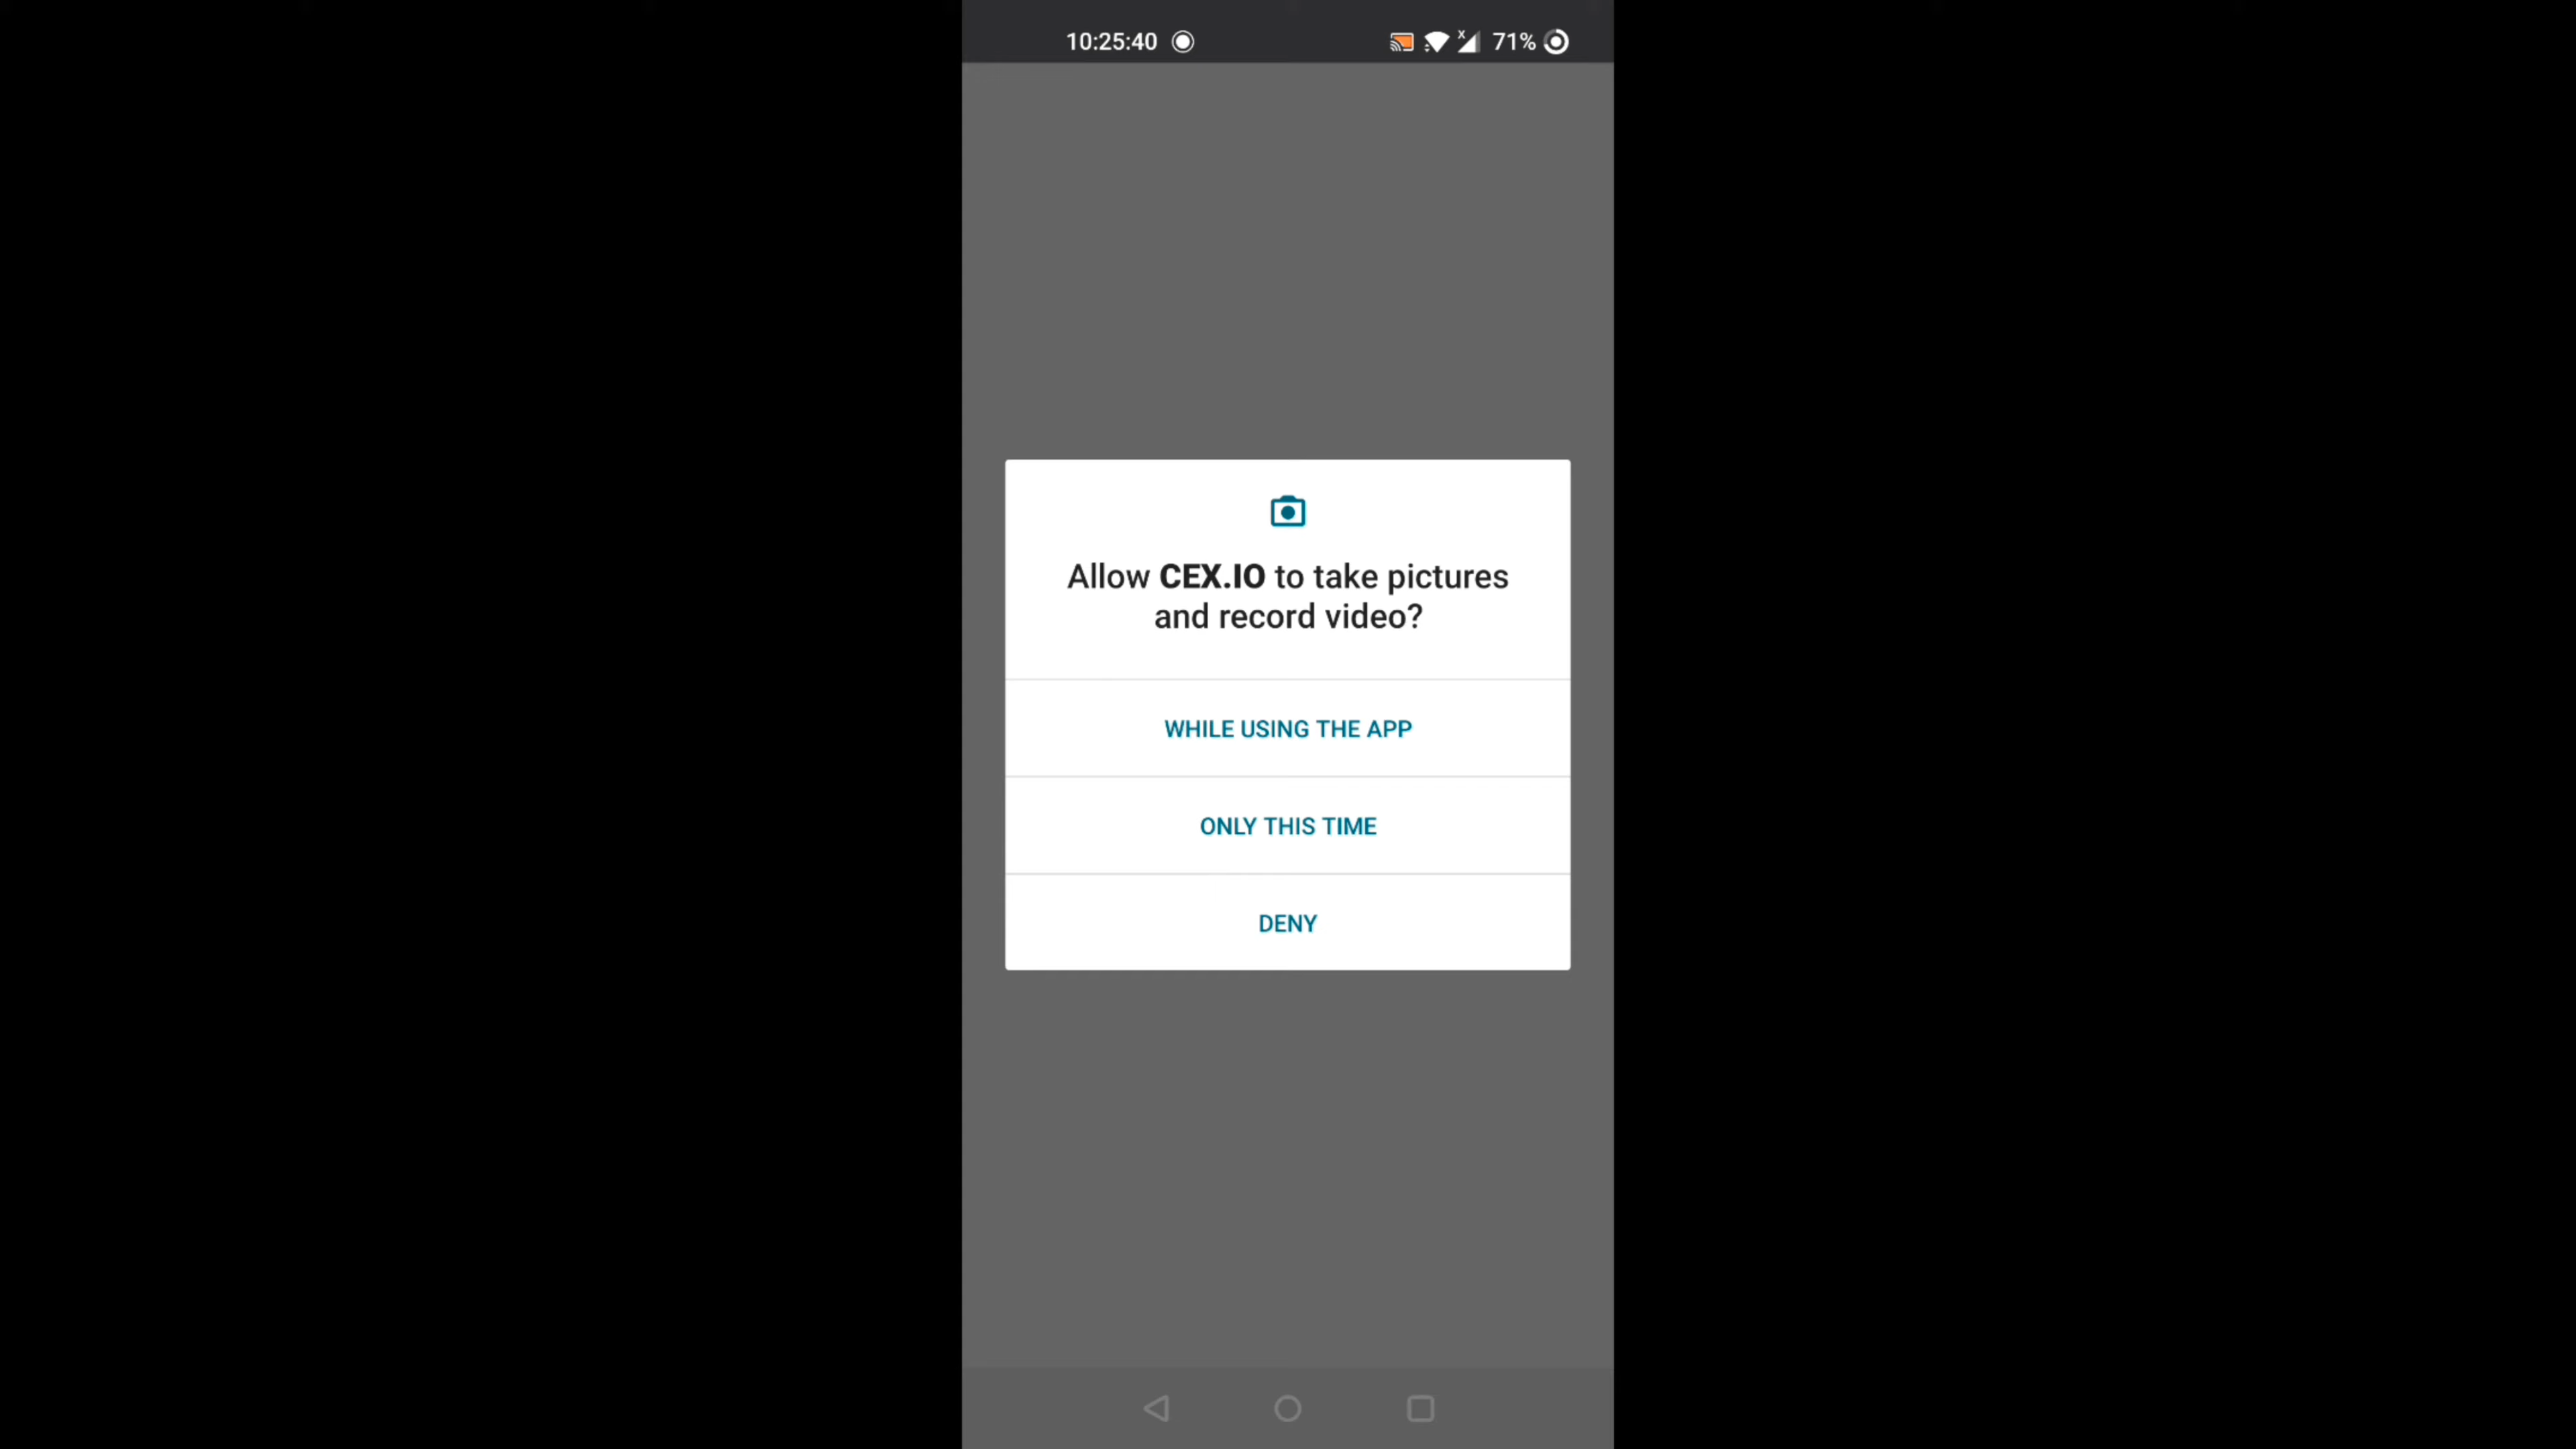 10:25:40 71%
Allow CEX.IO to take pictures
and record video?
WHILE USING THE APP
ONLY THIS TIME
DENY